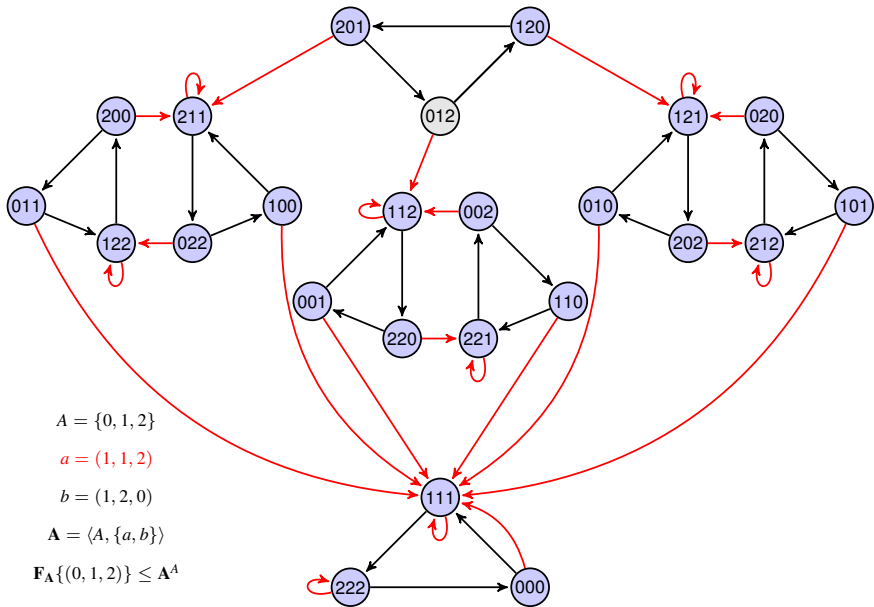 201 120
012
200 211 121 020
011 100 112 002 010 101
122 022 202 212
001 110
220 221
A = {0, 1, 2}
a = (1, 1, 2)
b = (1, 2, 0)
111
𝐀 = ⟨A, {a, b}⟩
𝐅_𝐀{(0, 1, 2)} ≤ 𝐀^A
222 000